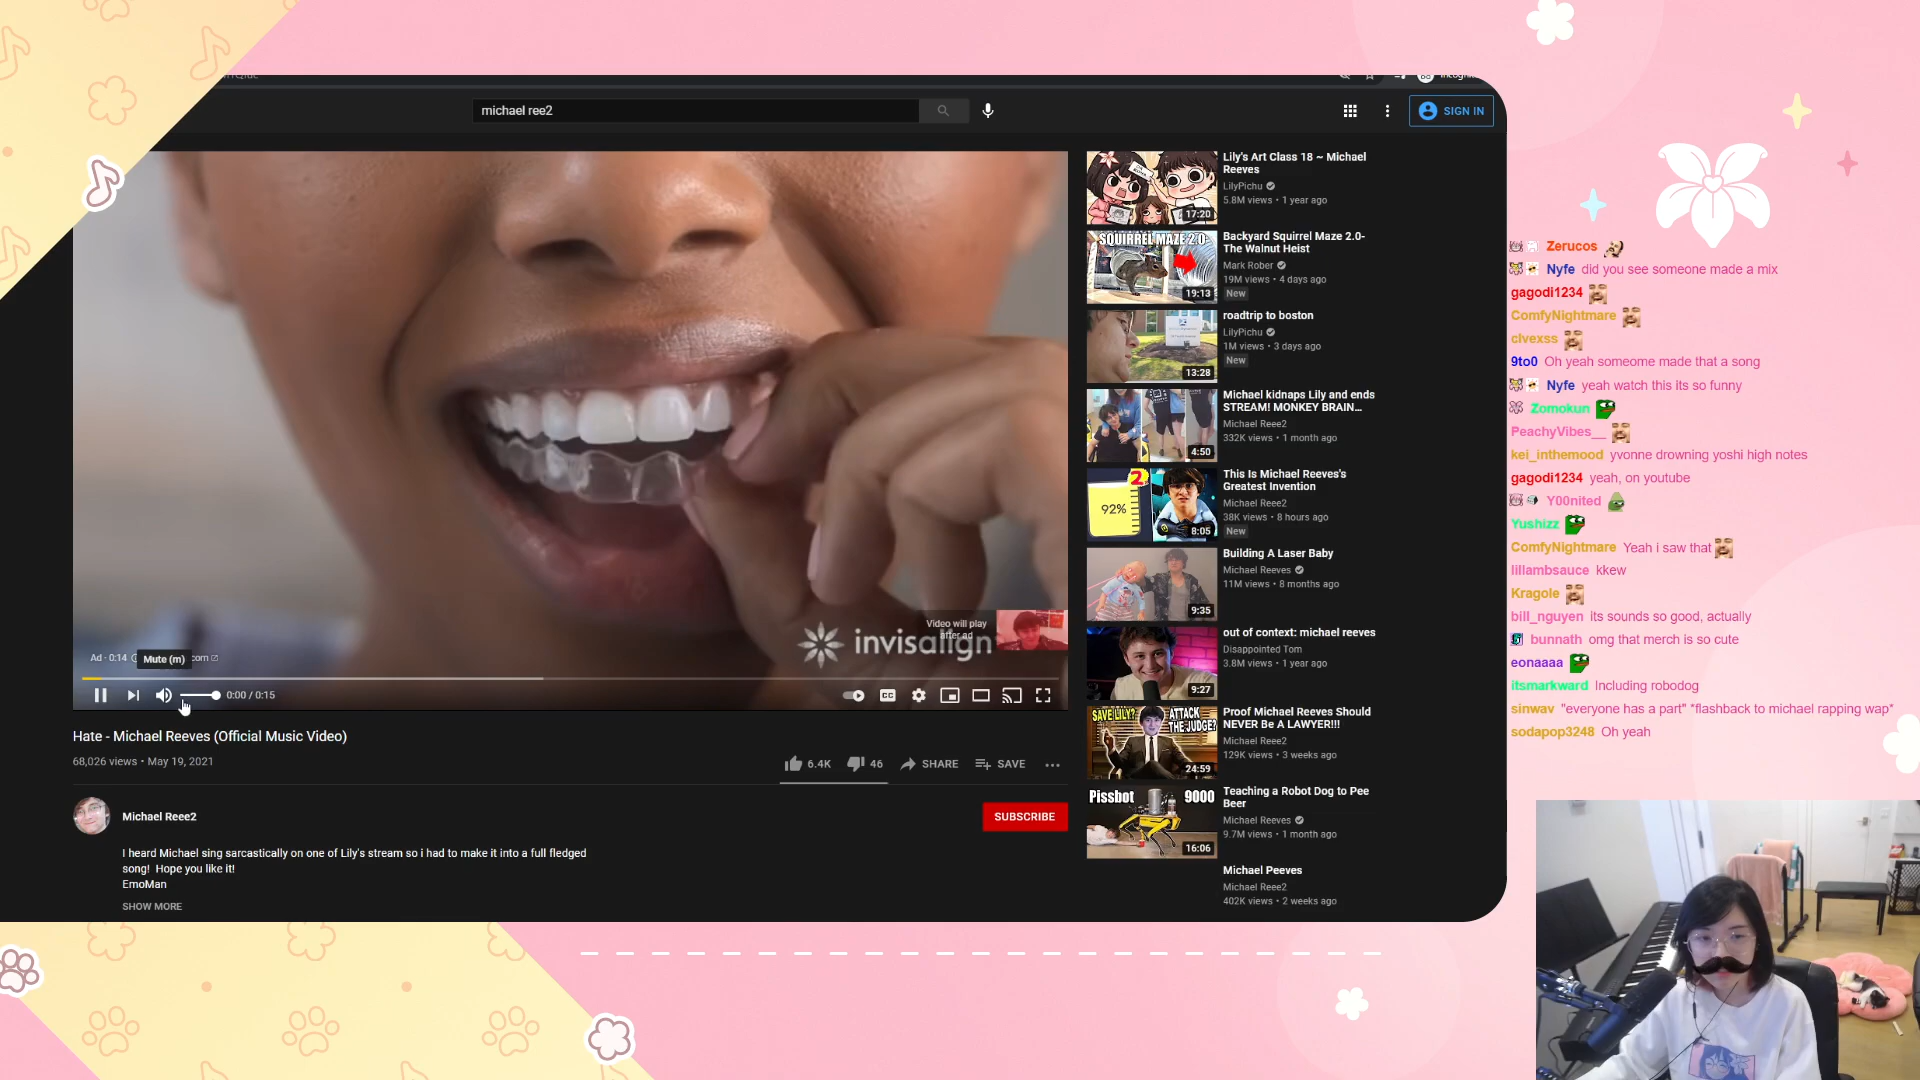 michael ree2
SIGN IN
invisalign
Video will play
after ad
Ad · 0:14
Mute (m)
com
0:00 / 0:15
CC
Hate - Michael Reeves (Official Music Video)
68,026 views • May 19, 2021
6.4K
46
SHARE
SAVE
Michael Reee2
SUBSCRIBE
I heard Michael sing sarcastically on one of Lily's stream so i had to make it into a full fledged
song! Hope you like it!
EmoMan
SHOW MORE
17:20
Lily's Art Class 18 ~ Michael
Reeves
LilyPichu
5.8M views • 1 year ago
SQUIRREL MAZE 2.0
19:13
Backyard Squirrel Maze 2.0-
The Walnut Heist
Mark Rober
19M views • 4 days ago
New
13:28
roadtrip to boston
LilyPichu
1M views • 3 days ago
New
4:50
Michael kidnaps Lily and ends
STREAM! MONKEY BRAIN...
Michael Reee2
332K views • 1 month ago
2
92%
8:05
This Is Michael Reeves's
Greatest Invention
Michael Reee2
38K views • 8 hours ago
New
9:35
Building A Laser Baby
Michael Reeves
11M views • 8 months ago
9:27
out of context: michael reeves
Disappointed Tom
3.8M views • 1 year ago
SAVE LILY?
ATTACK
THE JUDGE?
24:59
Proof Michael Reeves Should
NEVER Be A LAWYER!!!
Michael Reee2
129K views • 3 weeks ago
Pissbot 9000
16:06
Teaching a Robot Dog to Pee
Beer
Michael Reeves
9.7M views • 1 month ago
Michael Peeves
Michael Reee2
402K views • 2 weeks ago
Zerucos
Nyfe did you see someone made a mix
gagodi1234
ComfyNightmare
clvexss
9to0 Oh yeah someome made that a song
Nyfe yeah watch this its so funny
Zomokun
PeachyVibes__
kei_inthemood yvonne drowning yoshi high notes
gagodi1234 yeah, on youtube
Y00nited
Yushizz
ComfyNightmare Yeah i saw that
lillambsauce kkew
Kragole
bill_nguyen its sounds so good, actually
bunnath omg that merch is so cute
eonaaaa
itsmarkward Including robodog
sinwav "everyone has a part" *flashback to michael rapping wap*
sodapop3248 Oh yeah